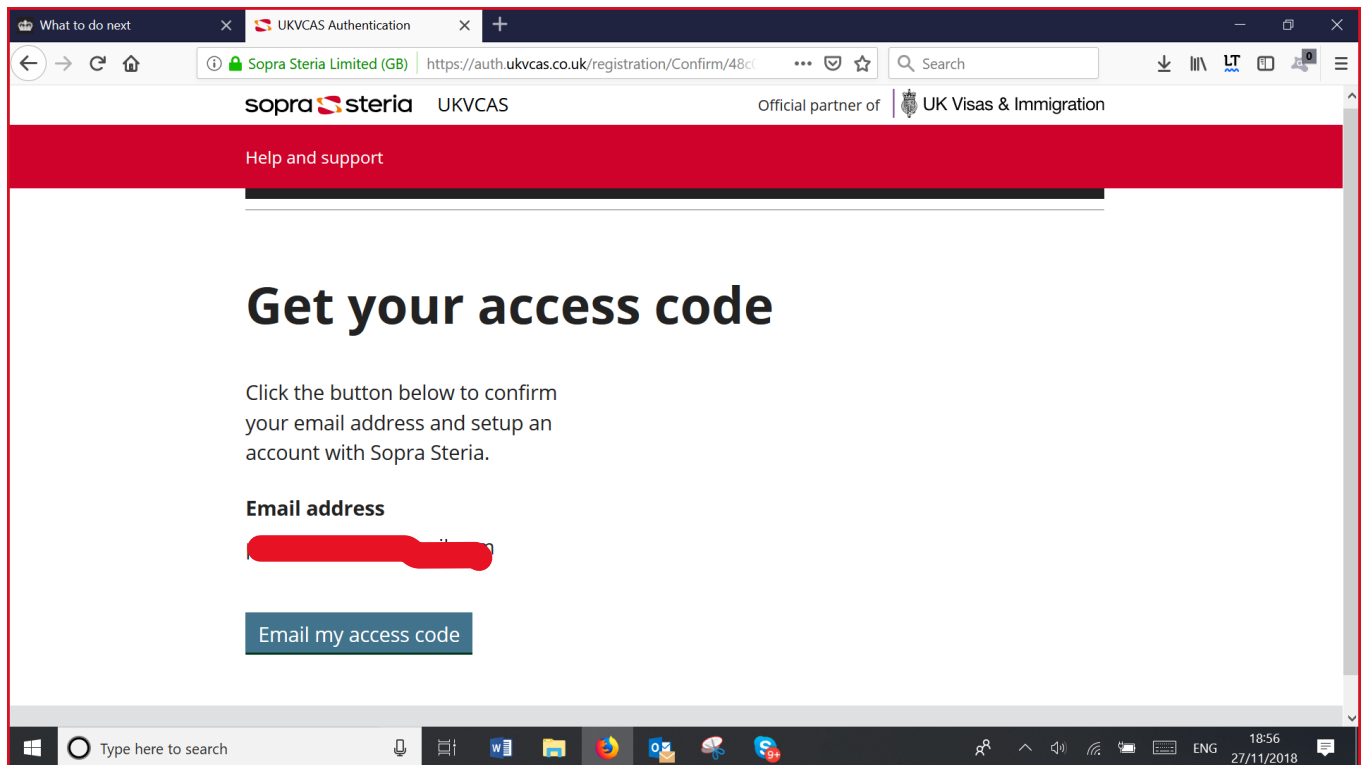 What to do next
UKVCAS Authentication
Sopra Steria Limited (GB)
https://auth.ukvcas.co.uk/registration/Confirm/48c
Search
LT
0
sopra steria UKVCAS
Official partner of UK Visas & Immigration
Help and support
Get your access code
Click the button below to confirm
your email address and setup an
account with Sopra Steria.
Email address
Email my access code
Type here to search
9+
ENG
18:56
27/11/2018